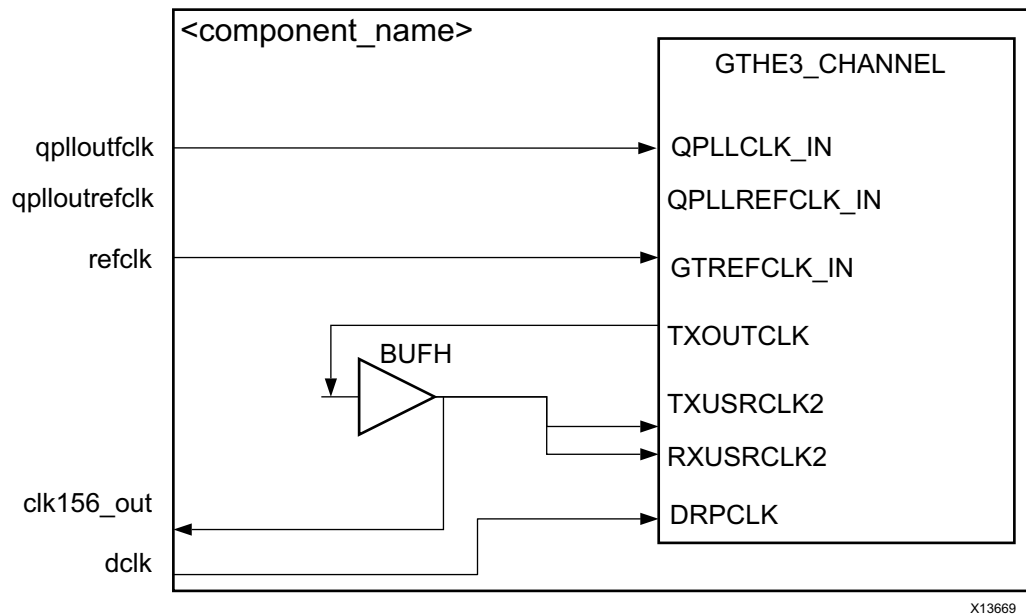 <component_name>
GTHE3_CHANNEL
qplloutfclk
QPLLCLK_IN
qplloutrefclk
QPLLREFCLK_IN
refclk
GTREFCLK_IN
TXOUTCLK
BUFH
TXUSRCLK2
RXUSRCLK2
clk156_out
DRPCLK
dclk
X13669